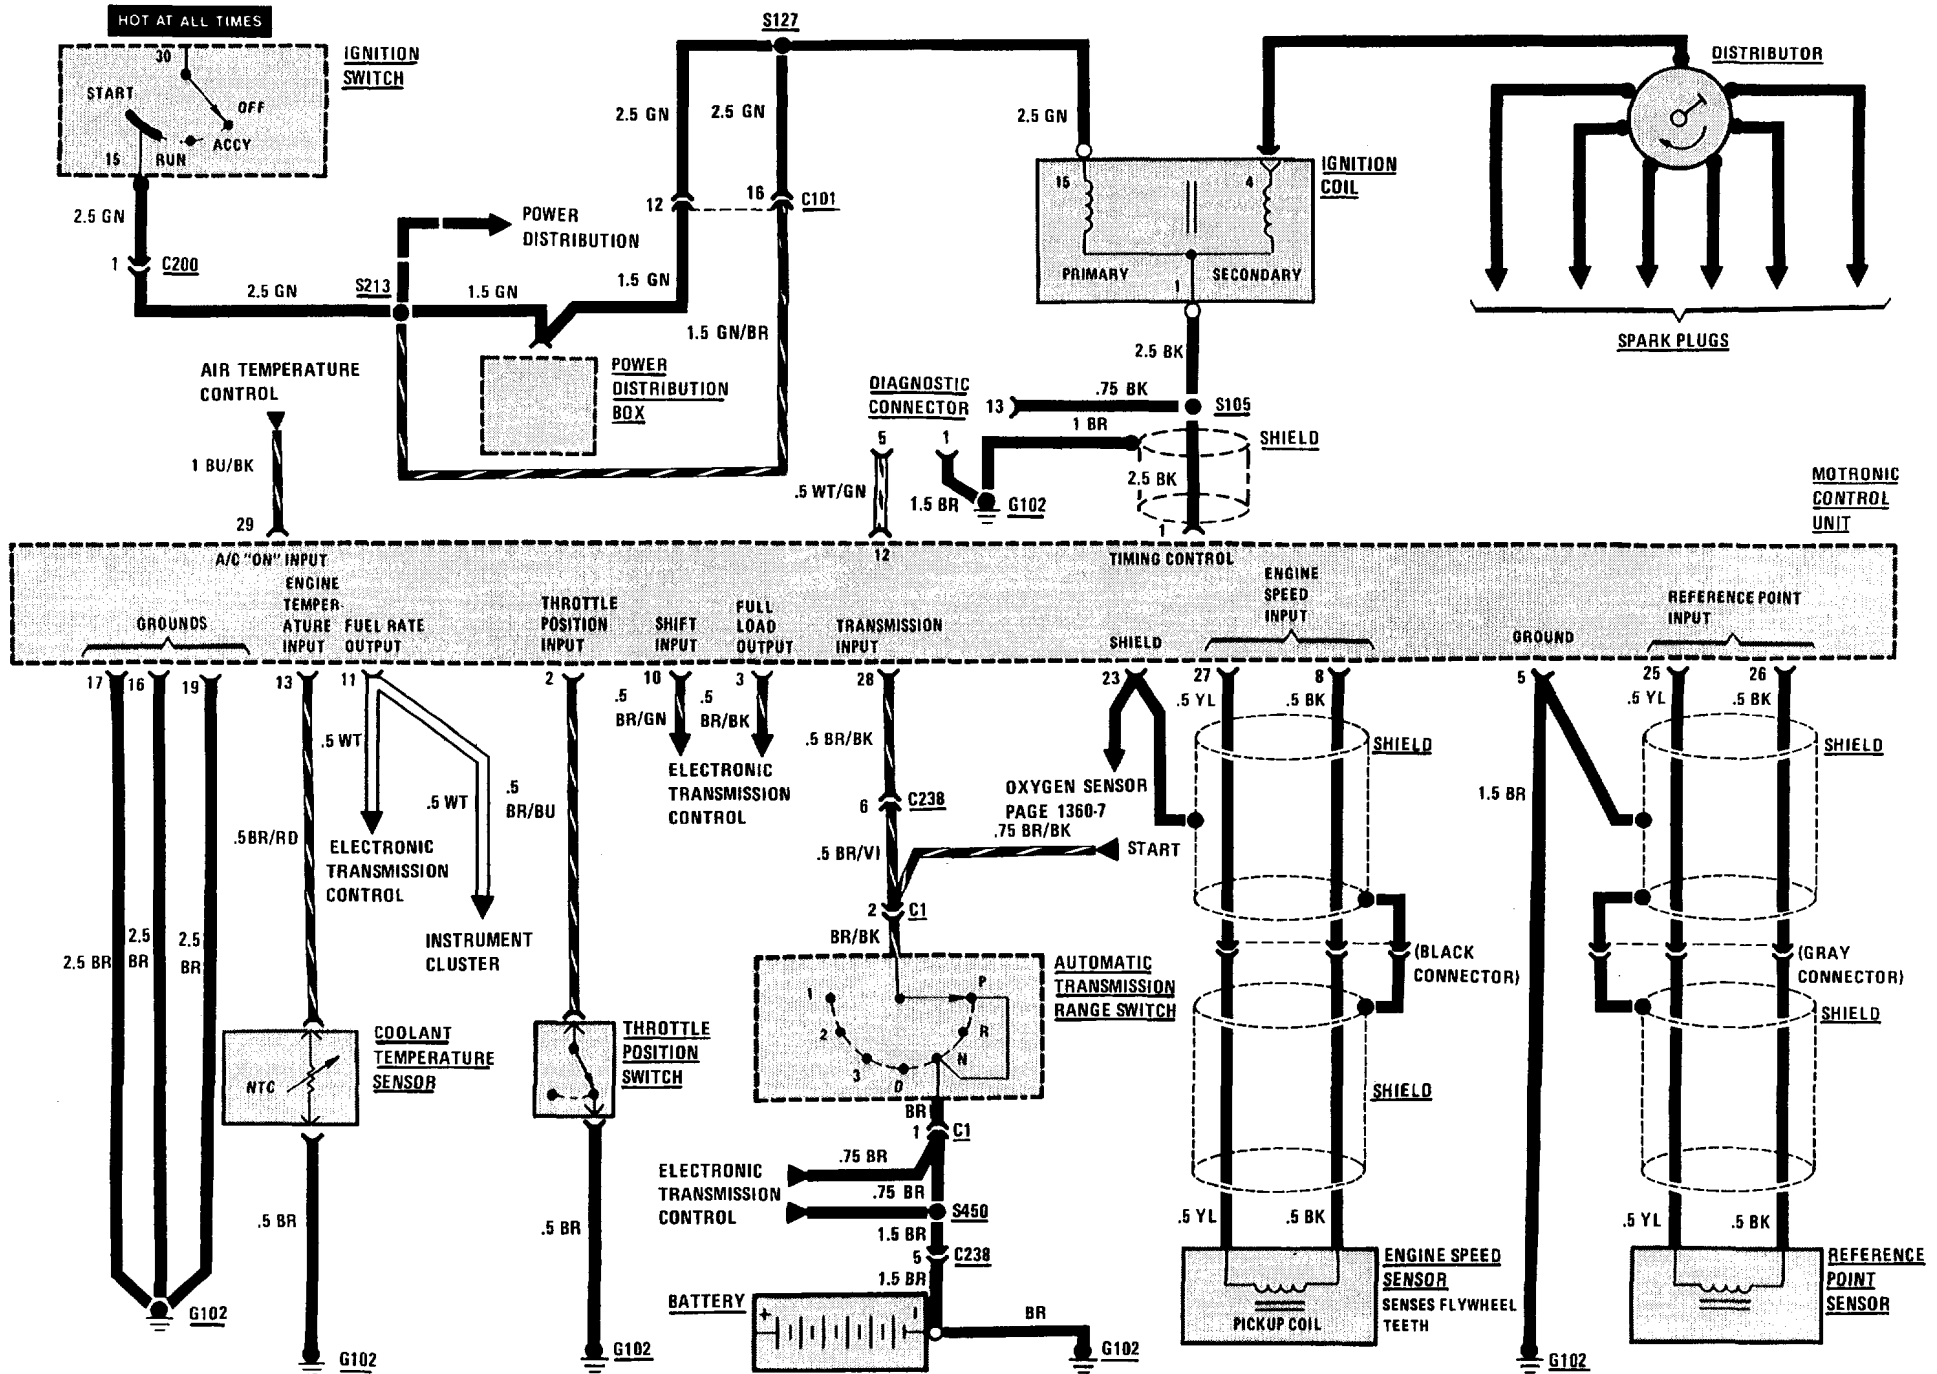 HOT AT ALL TIMES
30
IGNITION
SWITCH
START
OFF
ACCY
15
RUN
2.5 GN
1
C200
2.5 GN
S213
1.5 GN
POWER
DISTRIBUTION
POWER
DISTRIBUTION
BOX
S127
2.5 GN
2.5 GN
12
16
C101
1.5 GN
1.5 GN/BR
2.5 GN
IGNITION
COIL
15
4
PRIMARY
SECONDARY
1
DISTRIBUTOR
SPARK PLUGS
2.5 BK
.75 BK
S105
DIAGNOSTIC
CONNECTOR
13
5
1
1 BR
SHIELD
.5 WT/GN
1.5 BR
G102
2.5 BK
1
AIR TEMPERATURE
CONTROL
1 BU/BK
29
MOTRONIC
CONTROL
UNIT
A/C "ON" INPUT
12
TIMING CONTROL
GROUNDS
ENGINE
TEMPER-
ATURE
INPUT
FUEL RATE
OUTPUT
THROTTLE
POSITION
INPUT
SHIFT
INPUT
FULL
LOAD
OUTPUT
TRANSMISSION
INPUT
SHIELD
ENGINE
SPEED
INPUT
GROUND
REFERENCE POINT
INPUT
17
16
19
13
11
2
10
3
28
23
27
8
5
25
26
2.5 BR
2.5
BR
2.5
BR
G102
.5BR/RD
COOLANT
TEMPERATURE
SENSOR
NTC
.5 BR
G102
.5 WT
ELECTRONIC
TRANSMISSION
CONTROL
.5 WT
INSTRUMENT
CLUSTER
.5
BR/BU
THROTTLE
POSITION
SWITCH
.5 BR
G102
.5
BR/GN
.5
BR/BK
ELECTRONIC
TRANSMISSION
CONTROL
.5 BR/BK
6
C238
.5 BR/VI
.75 BR/BK
START
2
C1
BR/BK
AUTOMATIC
TRANSMISSION
RANGE SWITCH
1
2
3
D
N
R
P
BR
1
C1
.75 BR
.75 BR
ELECTRONIC
TRANSMISSION
CONTROL
S450
1.5 BR
5
C238
1.5 BR
BATTERY
+
BR
G102
OXYGEN SENSOR
PAGE 1360-7
.5 YL
.5 BK
SHIELD
(BLACK
CONNECTOR)
SHIELD
.5 YL
.5 BK
PICKUP COIL
ENGINE SPEED
SENSOR
SENSES FLYWHEEL
TEETH
1.5 BR
G102
.5 YL
.5 BK
SHIELD
(GRAY
CONNECTOR)
SHIELD
.5 YL
.5 BK
REFERENCE
POINT
SENSOR